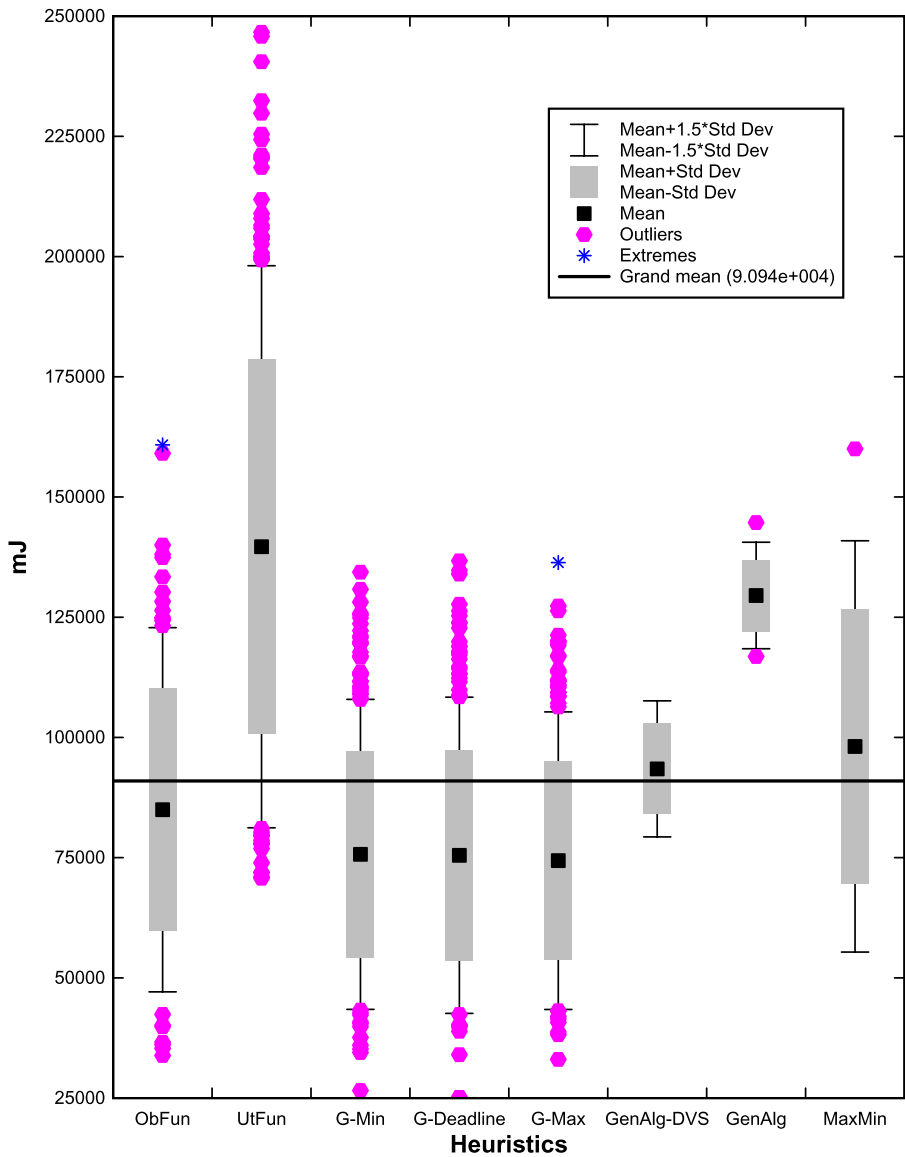 250000
225000
200000
175000
150000
125000
100000
75000
50000
25000
mJ
Mean+1.5*Std Dev
Mean-1.5*Std Dev
Mean+Std Dev
Mean-Std Dev
Mean
Outliers
Extremes
Grand mean (9.094e+004)
ObFun UtFun G-Min G-Deadline G-Max GenAlg-DVS GenAlg MaxMin
Heuristics